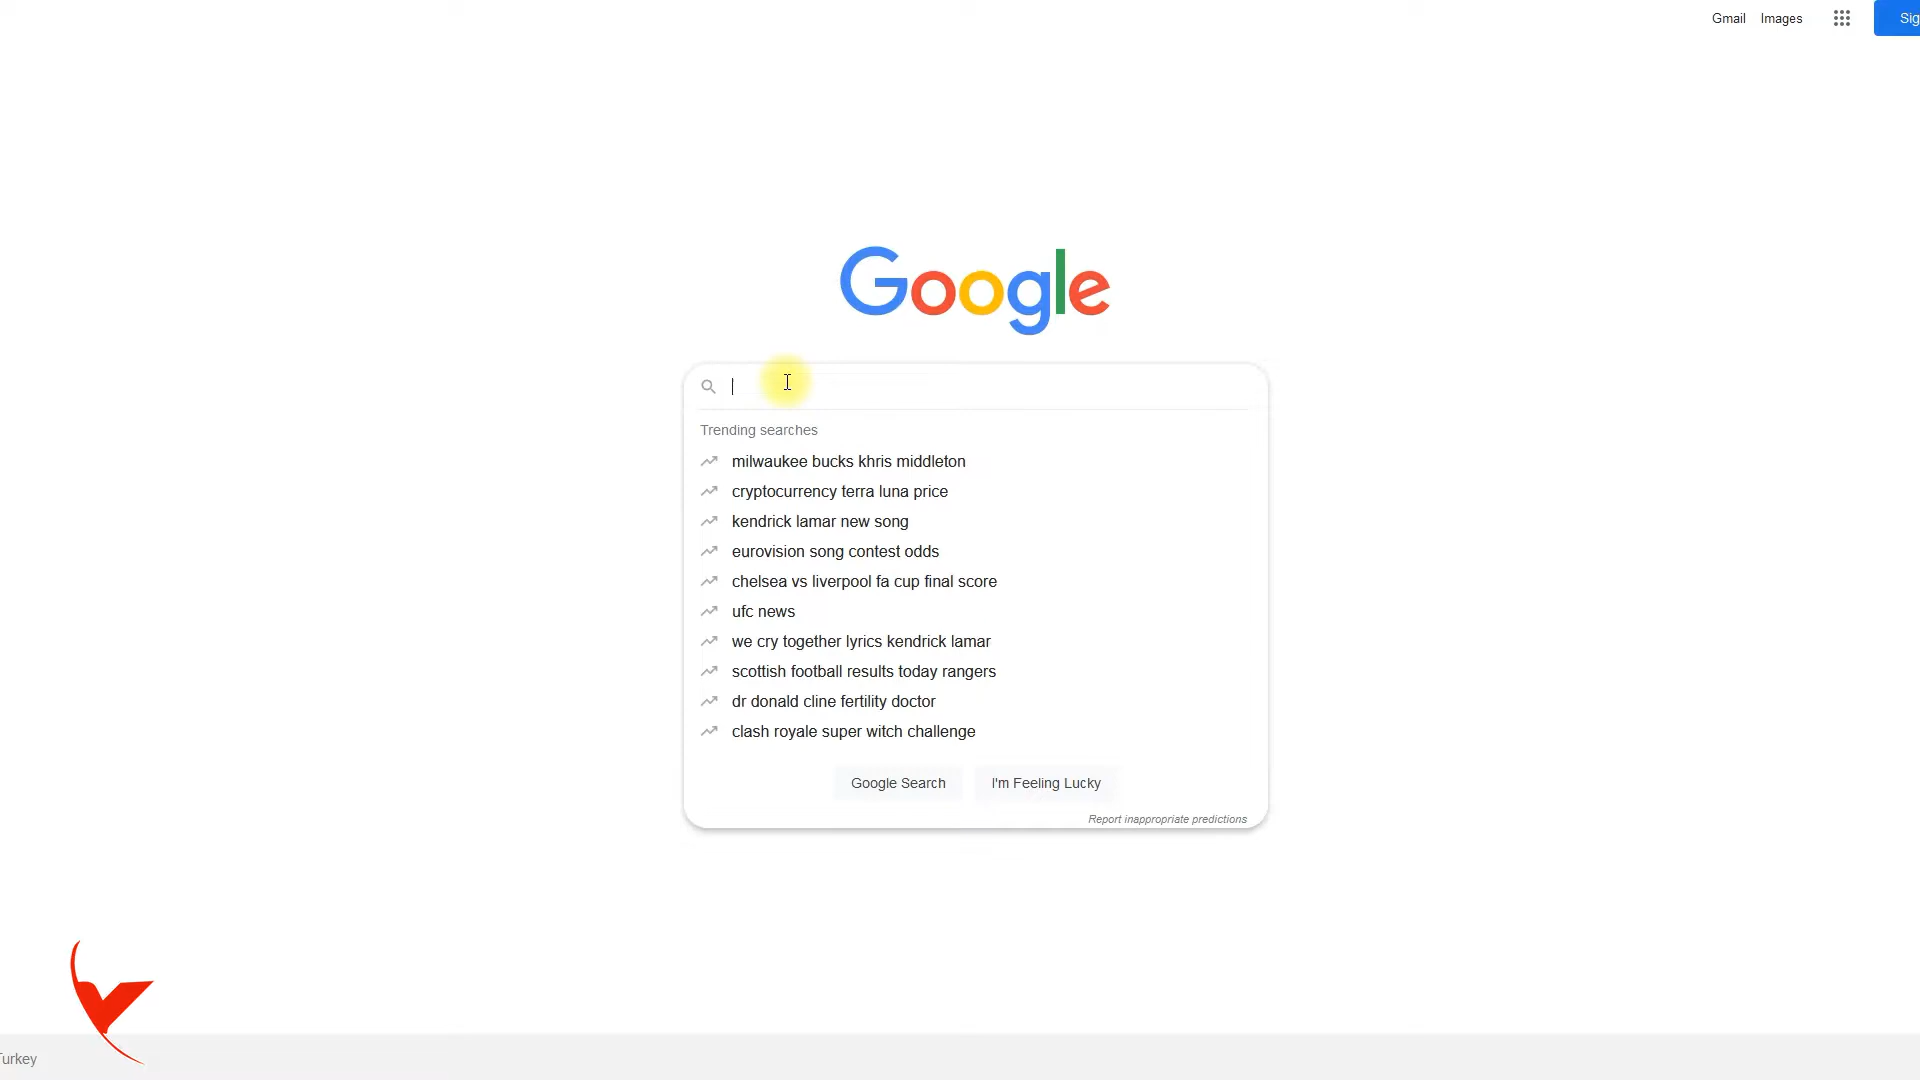 Gmail Images
Google
Trending searches
milwaukee bucks khris middleton
cryptocurrency terra luna price
kendrick lamar new song
eurovision song contest odds
chelsea vs liverpool fa cup final score
ufc news
we cry together lyrics kendrick lamar
scottish football results today rangers
dr donald cline fertility doctor
clash royale super witch challenge
Google Search I'm Feeling Lucky
Report inappropriate predictions